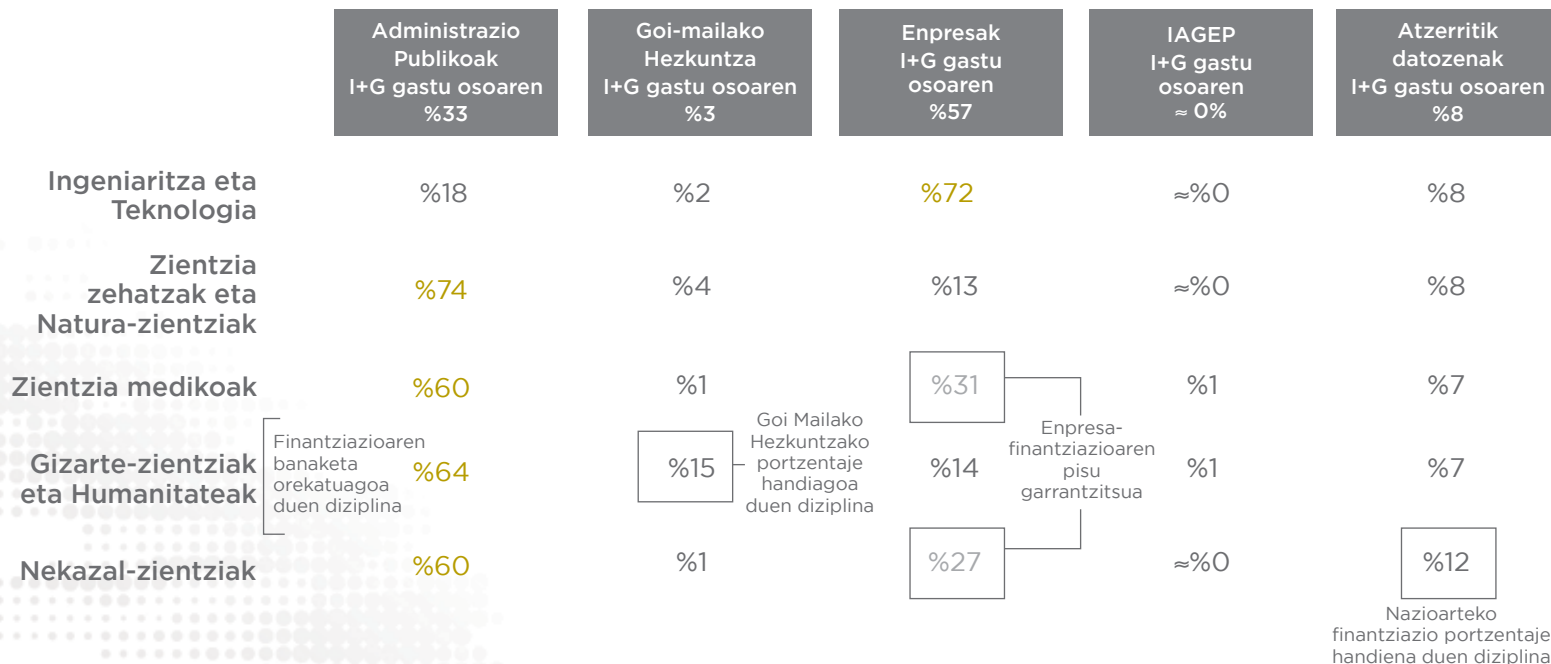 Administrazio
Publikoak
I+G gastu osoaren
%33
Goi-mailako
Hezkuntza
I+G gastu osoaren
%3
Enpresak
I+G gastu
osoaren
%57
IAGEP
I+G gastu
osoaren
≈ 0%
Atzerritik
datozenak
I+G gastu osoaren
%8
Ingeniaritza eta
Teknologia
%18
%2
%72
≈%0
%8
Zientzia
zehatzak eta
Natura-zientziak
%74
%4
%13
≈%0
%8
Zientzia medikoak
%60
%1
%31
%1
%7
Gizarte-zientziak
eta Humanitateak
Finantziazioaren
banaketa
orekatuagoa
duen diziplina
%64
%15
Goi Mailako
Hezkuntzako
portzentaje
handiagoa
duen diziplina
%14
Enpresa-
finantziazioaren
pisu
garrantzitsua
%1
%7
Nekazal-zientziak
%60
%1
%27
≈%0
%12
Nazioarteko
finantziazio portzentaje
handiena duen diziplina